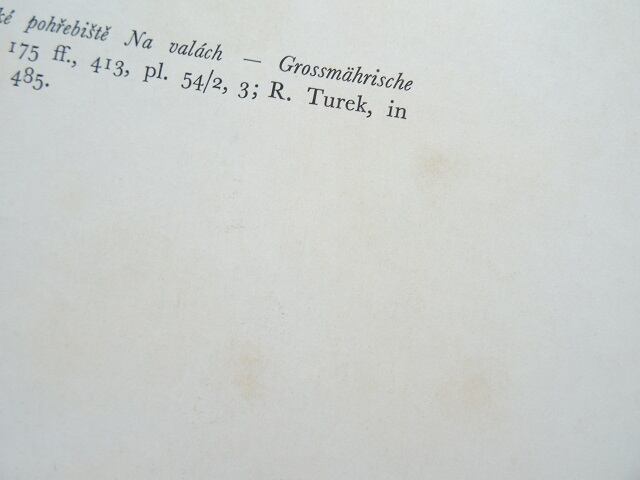 ké pohřebiště Na valách — Grossmährische
175 ff., 413, pl. 54/2, 3; R. Turek, in
485.